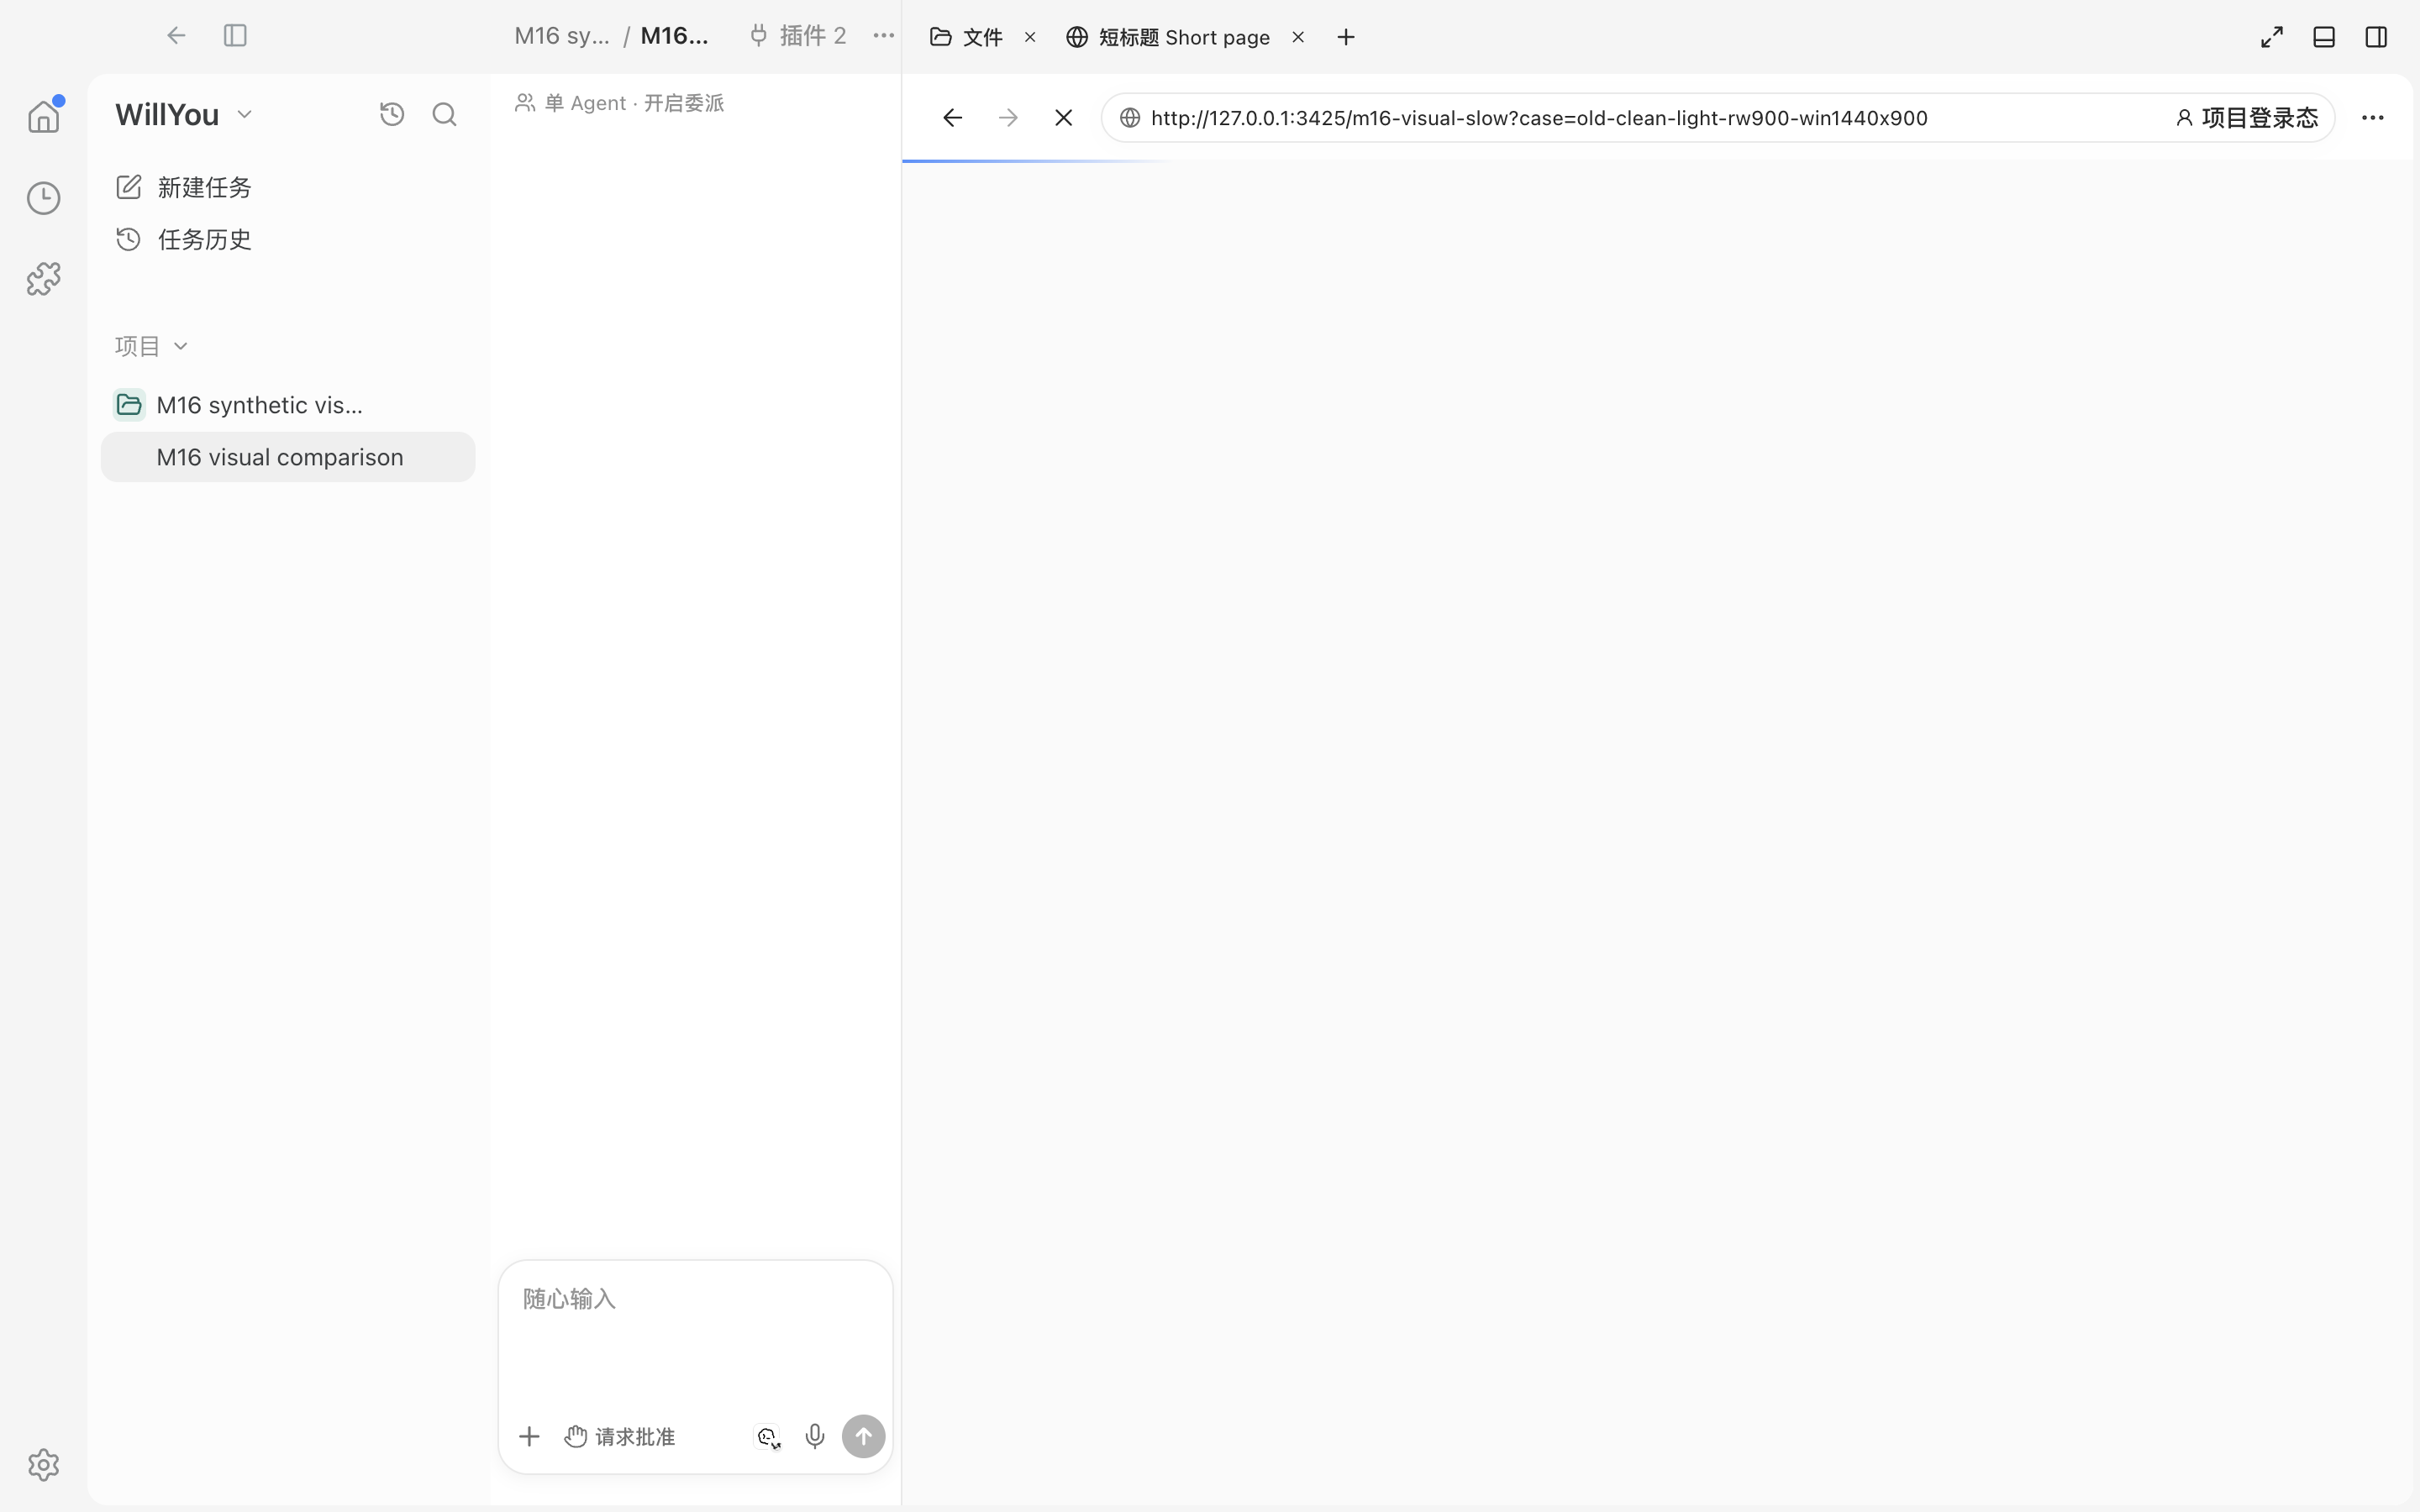 M16 sy... / M16... 插件 2
文件
短标题 Short page
WillYou
新建任务
任务历史
项目
M16 synthetic vis...
M16 visual comparison
单 Agent · 开启委派
http://127.0.0.1:3425/m16-visual-slow?case=old-clean-light-rw900-win1440x900
项目登录态
随心输入
请求批准